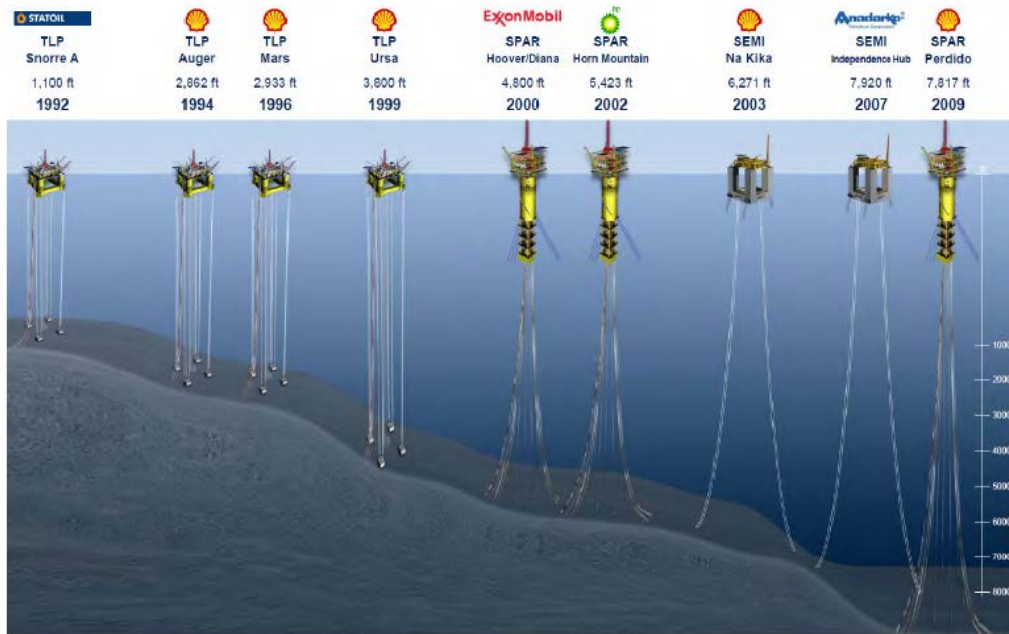 STATOIL
TLP
Snorre A
1,100 ft
1992
TLP
Auger
2,862 ft
1994
TLP
Mars
2,933 ft
1996
TLP
Ursa
3,800 ft
1999
ExxonMobil
SPAR
Hoover/Diana
4,800 ft
2000
bp
SPAR
Horn Mountain
5,423 ft
2002
SEMI
Na Kika
6,271 ft
2003
Anadarko
Petroleum Corporation
SEMI
Independence Hub
7,920 ft
2007
SPAR
Perdido
7,817 ft
2009
1000
2000
3000
4000
5000
6000
7000
8000